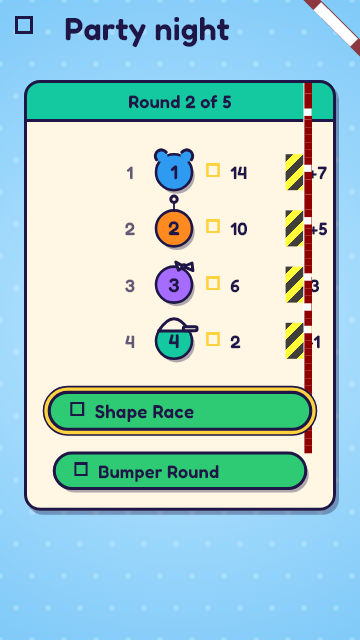 Party night
Round 2 of 5
1 1 14 +7
2 2 10 +5
3 3 6 3
4 4 2 1
Shape Race
Bumper Round